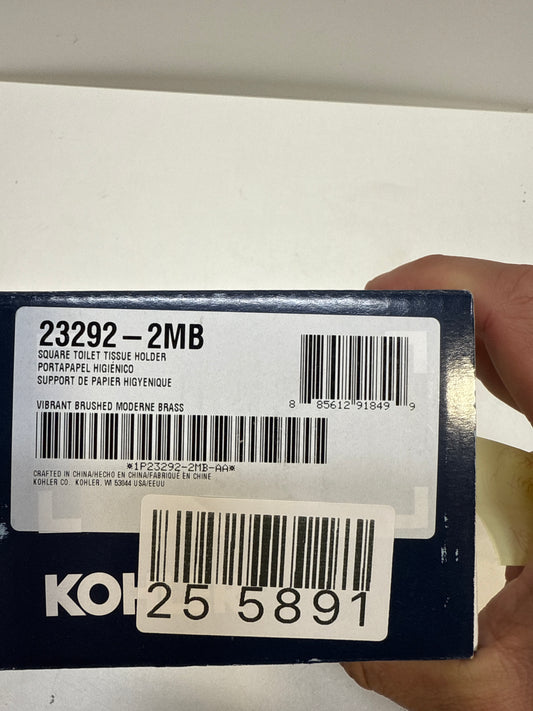 23292-2MB
SQUARE TOILET TISSUE HOLDER
PORTAPAPEL HIGIENICO
SUPPORT DE PAPIER HIGYENIQUE
8 85612 91849 9
VIBRANT BRUSHED MODERNE BRASS
*1P23292-2MB-AA*
CRAFTED IN CHINA/HECHO EN CHINA/FABRIQUÉ EN CHINE
KOHLER CO. KOHLER, WI 53044 USA/EEUU
KOHLER
25 5891